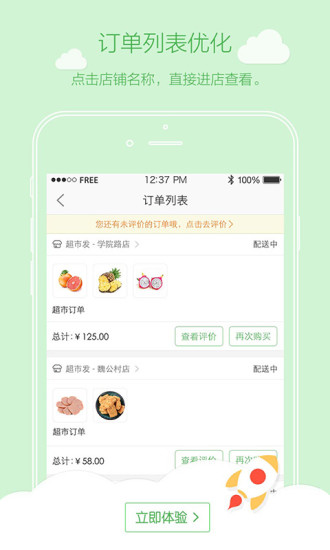 订单列表优化
点击店铺名称，直接进店查看。
FREE 12:37 PM 100%
订单列表
您还有未评价的订单哦，点击去评价 >
超市发 - 学院路店 > 配送中
超市订单
总计：￥125.00 查看评价 再次购买
超市发 - 魏公村店 > 配送中
超市订单
总计：￥58.00 查看评价 再次购买
立即体验 >